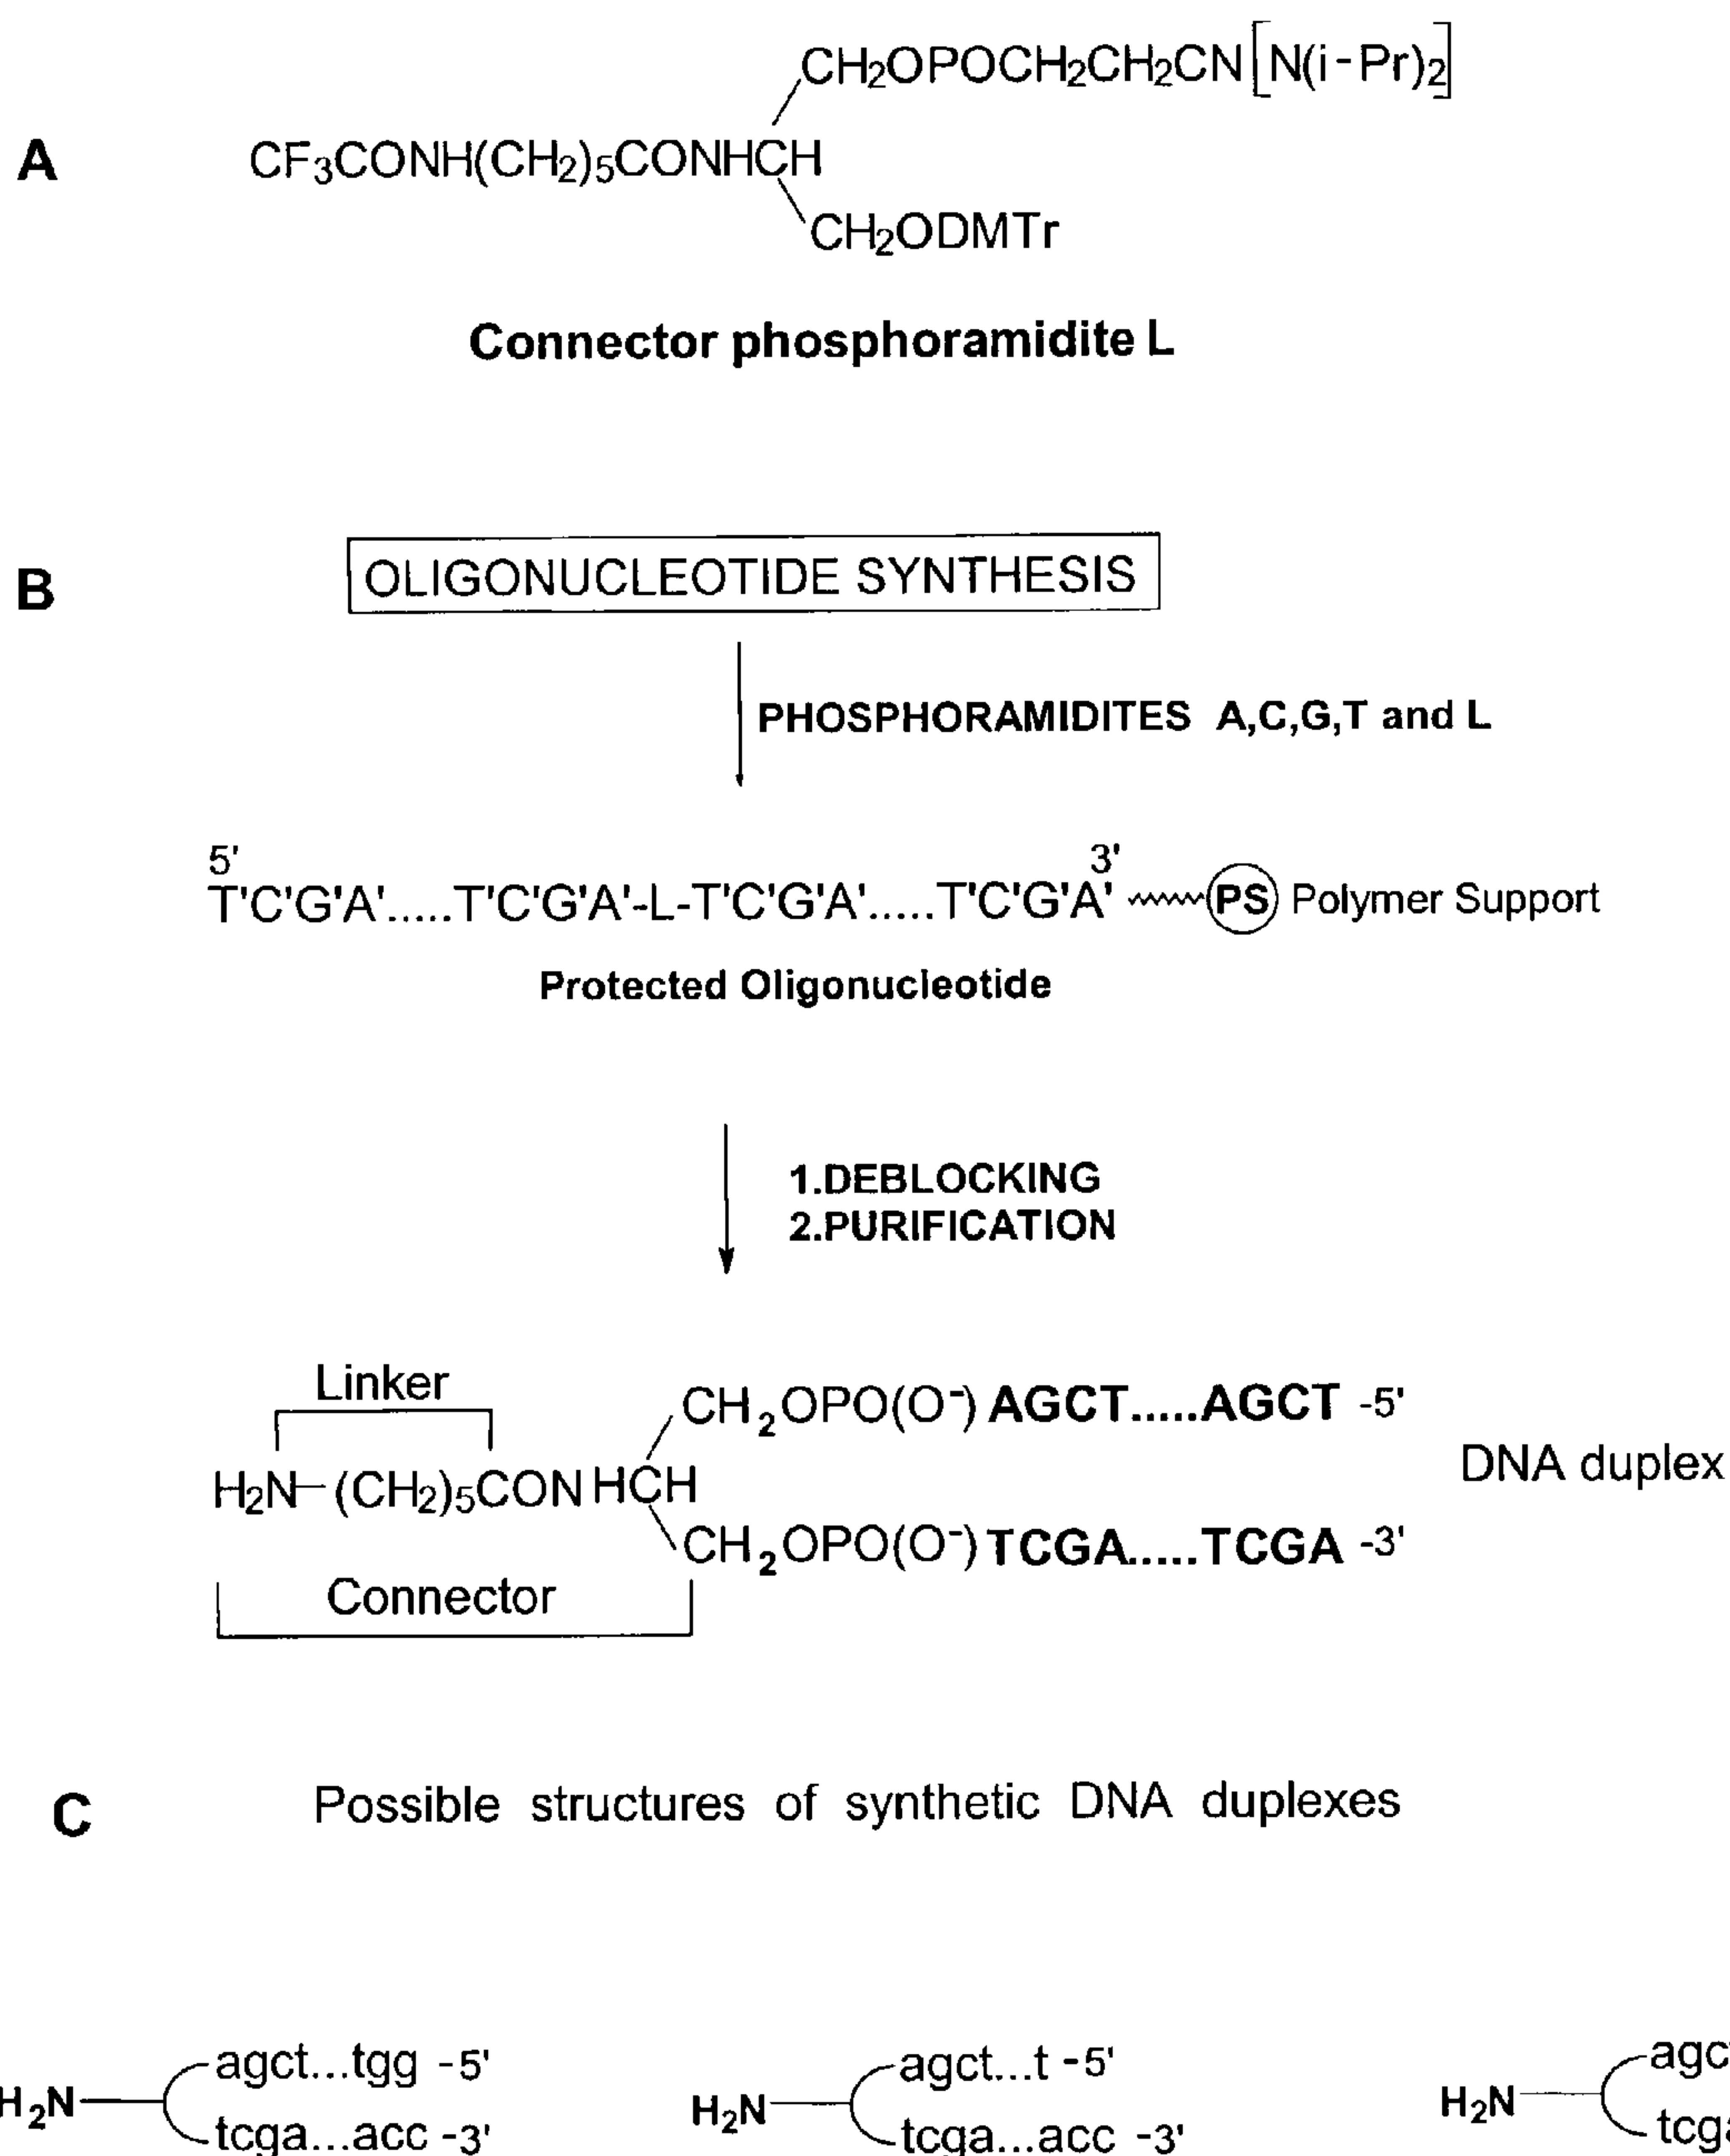 CH2OPOCH2CH2CN[N(i-Pr)2]
A CF3CONH(CH2)5CONHCH
CH2ODMTr
Connector phosphoramidite L
B OLIGONUCLEOTIDE SYNTHESIS
PHOSPHORAMIDITES A,C,G,T and L
5' 3'
T'C'G'A'.....T'C'G'A'-L-T'C'G'A'.....T'C'G'A' PS Polymer Support
Protected Oligonucleotide
1.DEBLOCKING
2.PURIFICATION
Linker
CH2OPO(O-) AGCT.....AGCT -5'
H2N-(CH2)5CONHCH DNA duplex
CH2OPO(O-) TCGA.....TCGA -3'
Connector
C Possible structures of synthetic DNA duplexes
agct...tgg -5' agct...t -5'
H2N H2N H2N
tcga...acc -3' tcga...acc -3'